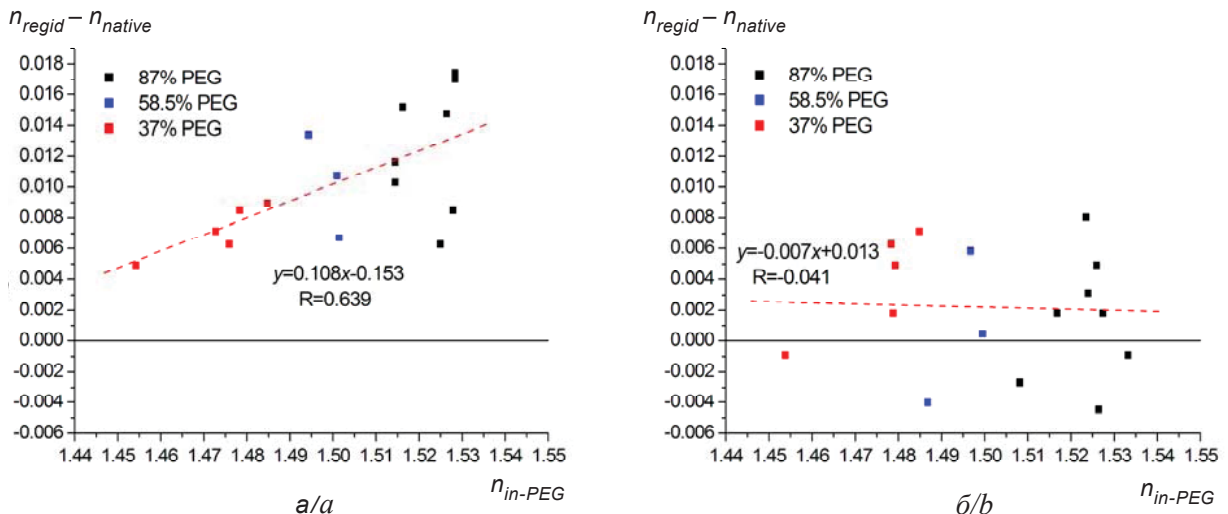 n_regid – n_native
0.018
0.016
0.014
0.012
0.010
0.008
0.006
0.004
0.002
0.000
-0.002
-0.004
-0.006
87% PEG
58.5% PEG
37% PEG
y=0.108x-0.153
R=0.639
1.44 1.45 1.46 1.47 1.48 1.49 1.50 1.51 1.52 1.53 1.54 1.55
n_in-PEG
а/a
n_regid – n_native
0.018
0.016
0.014
0.012
0.010
0.008
0.006
0.004
0.002
0.000
-0.002
-0.004
-0.006
87% PEG
58.5% PEG
37% PEG
y=-0.007x+0.013
R=-0.041
1.44 1.45 1.46 1.47 1.48 1.49 1.50 1.51 1.52 1.53 1.54 1.55
n_in-PEG
б/b